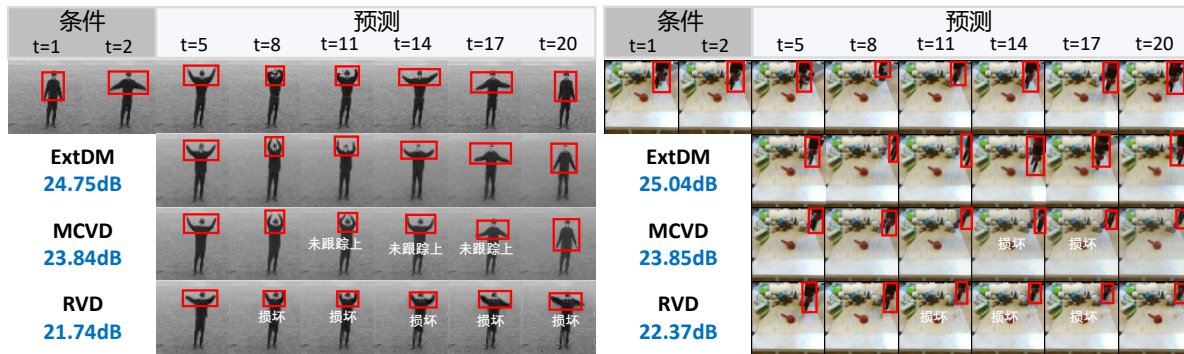 条件 预测
t=1 t=2 t=5 t=8 t=11 t=14 t=17 t=20
ExtDM
24.75dB
MCVD
23.84dB
未跟踪上 未跟踪上 未跟踪上
RVD
21.74dB
损坏 损坏 损坏 损坏 损坏
条件 预测
t=1 t=2 t=5 t=8 t=11 t=14 t=17 t=20
ExtDM
25.04dB
MCVD
23.85dB
损坏 损坏
RVD
22.37dB
损坏 损坏 损坏